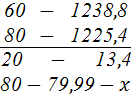 60 – 1238,8
80 – 1225,4
20 – 13,4
80 – 79,99 – x